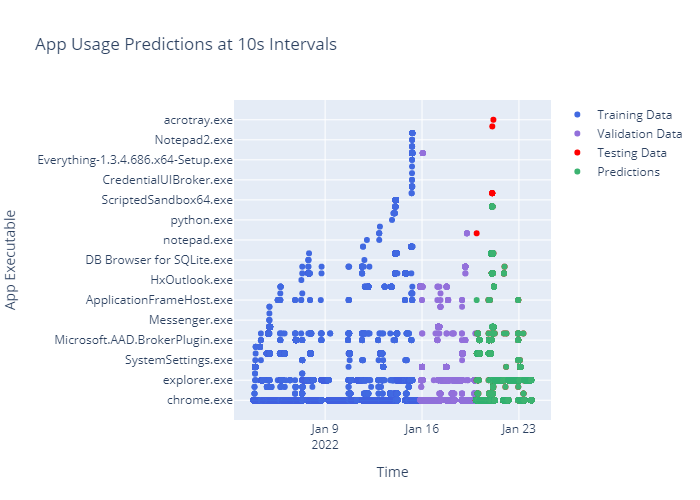 App Usage Predictions at 10s Intervals
acrotray.exe
Notepad2.exe
Everything-1.3.4.686.x64-Setup.exe
CredentialUIBroker.exe
ScriptedSandbox64.exe
python.exe
notepad.exe
DB Browser for SQLite.exe
HxOutlook.exe
ApplicationFrameHost.exe
Messenger.exe
Microsoft.AAD.BrokerPlugin.exe
SystemSettings.exe
explorer.exe
chrome.exe
App Executable
Jan 9
2022
Jan 16
Jan 23
Time
Training Data
Validation Data
Testing Data
Predictions